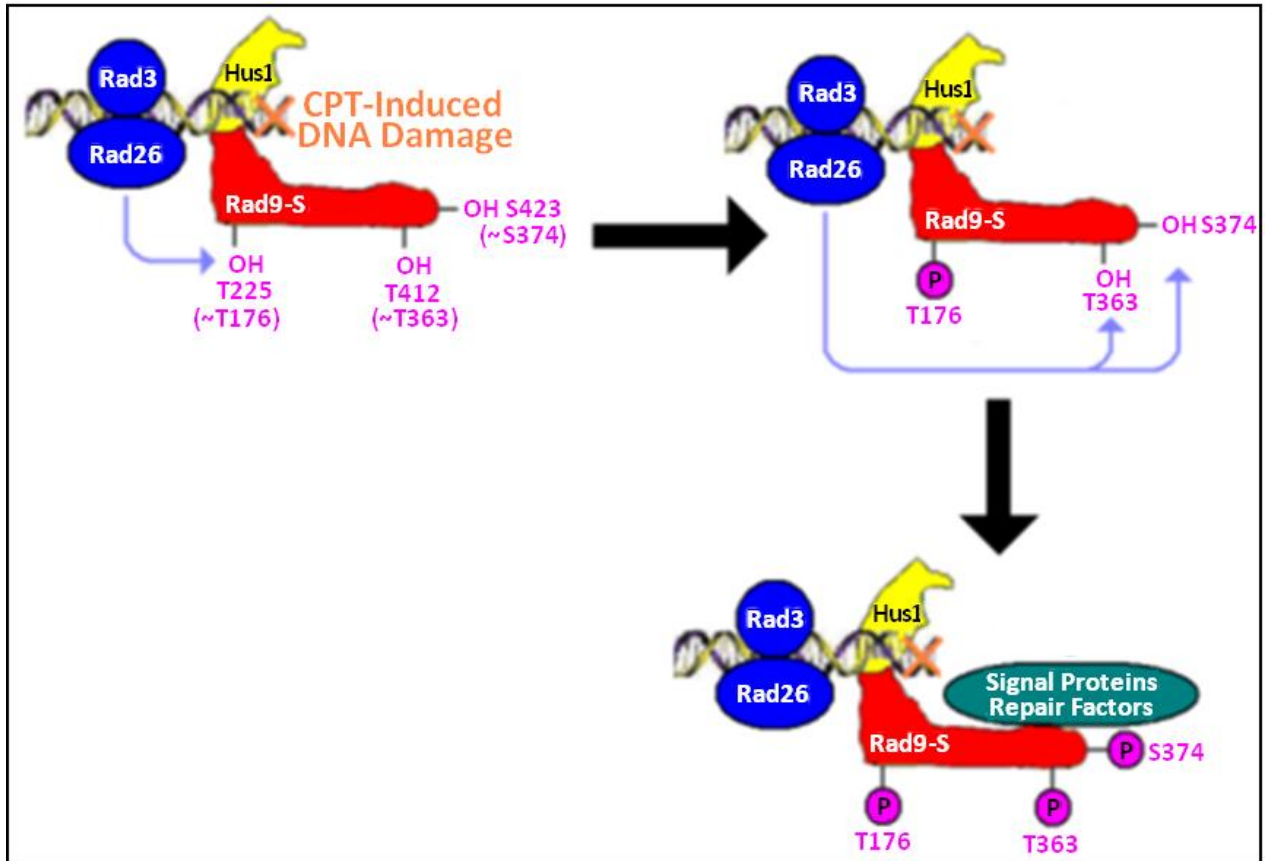 Rad3
Rad26
Hus1
CPT-Induced
DNA Damage
Rad9-S
OH S423
(~S374)
OH
T225
(~T176)
OH
T412
(~T363)
Rad3
Rad26
Hus1
Rad9-S
OH S374
P
T176
OH
T363
Rad3
Rad26
Hus1
Signal Proteins
Repair Factors
Rad9-S
P S374
P
T176
P
T363